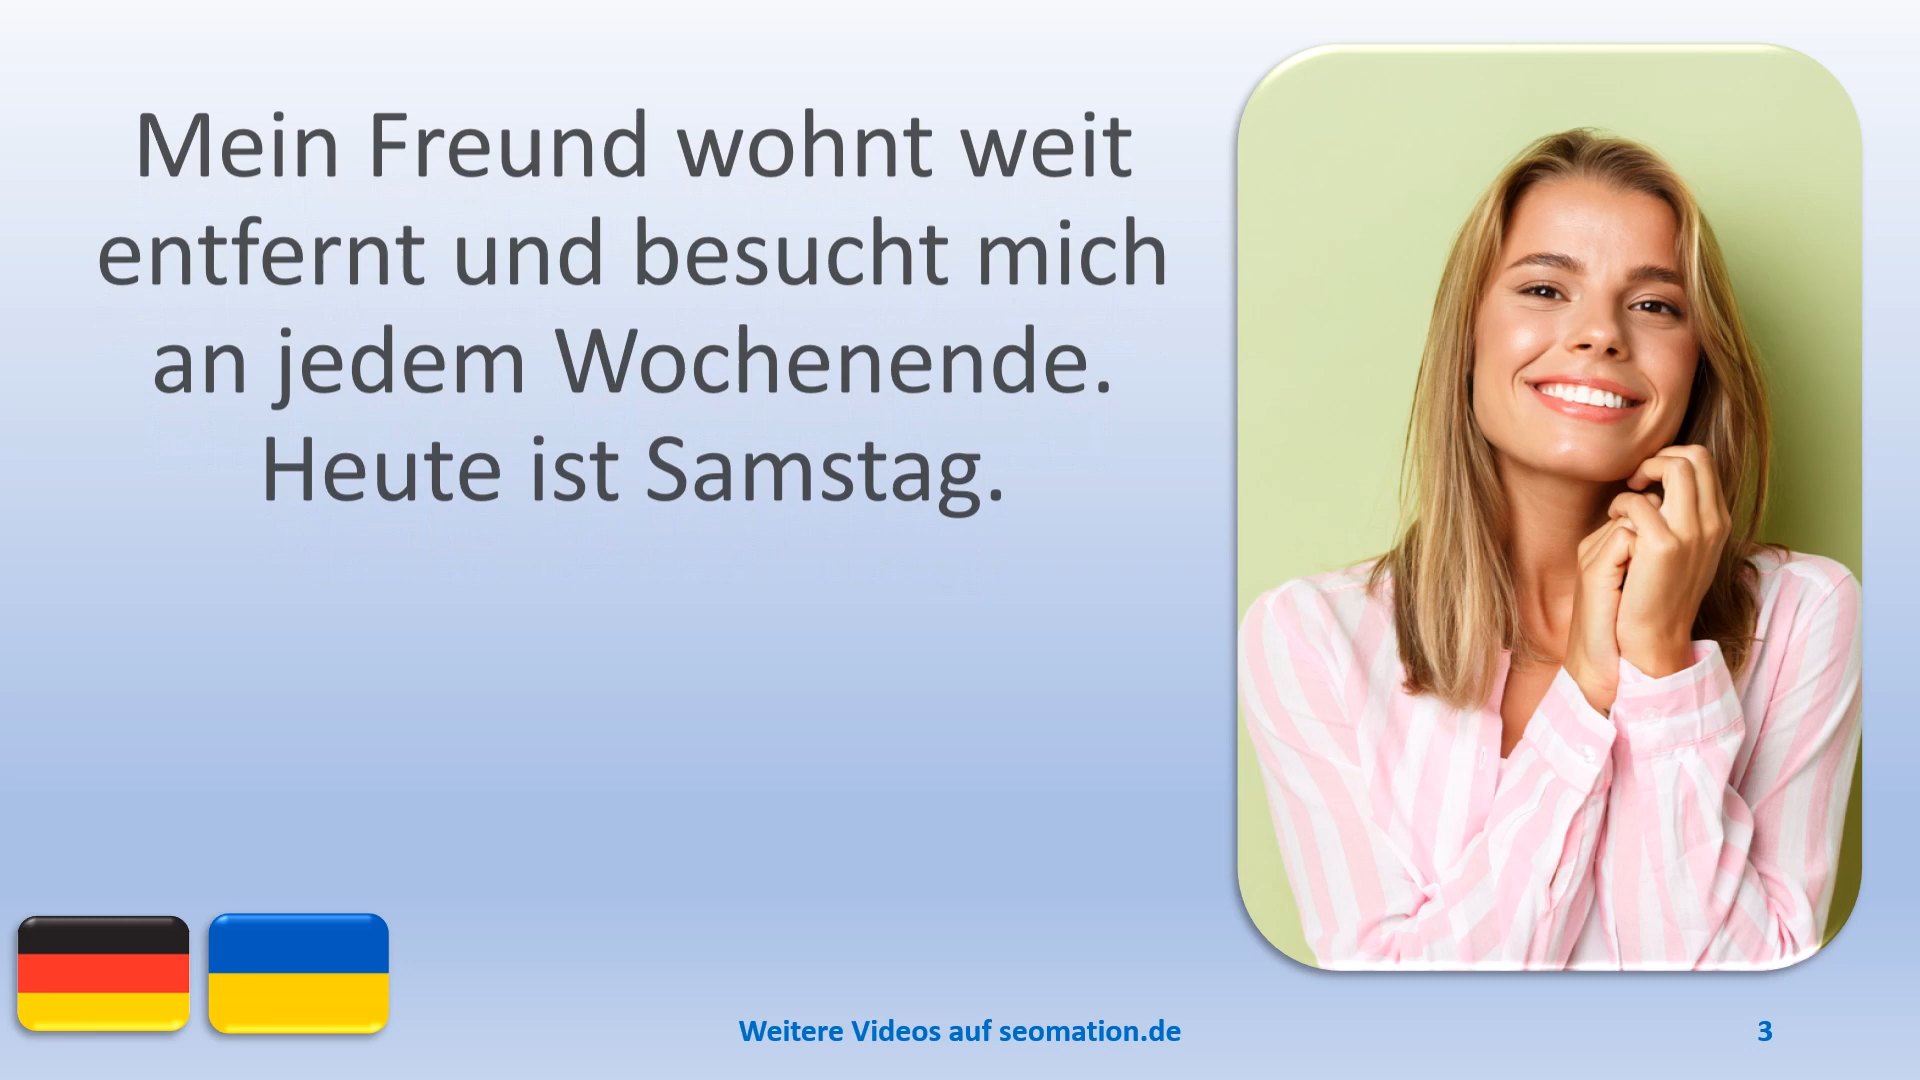 Mein Freund wohnt weit
entfernt und besucht mich
an jedem Wochenende.
Heute ist Samstag.
Weitere Videos auf seomation.de
3